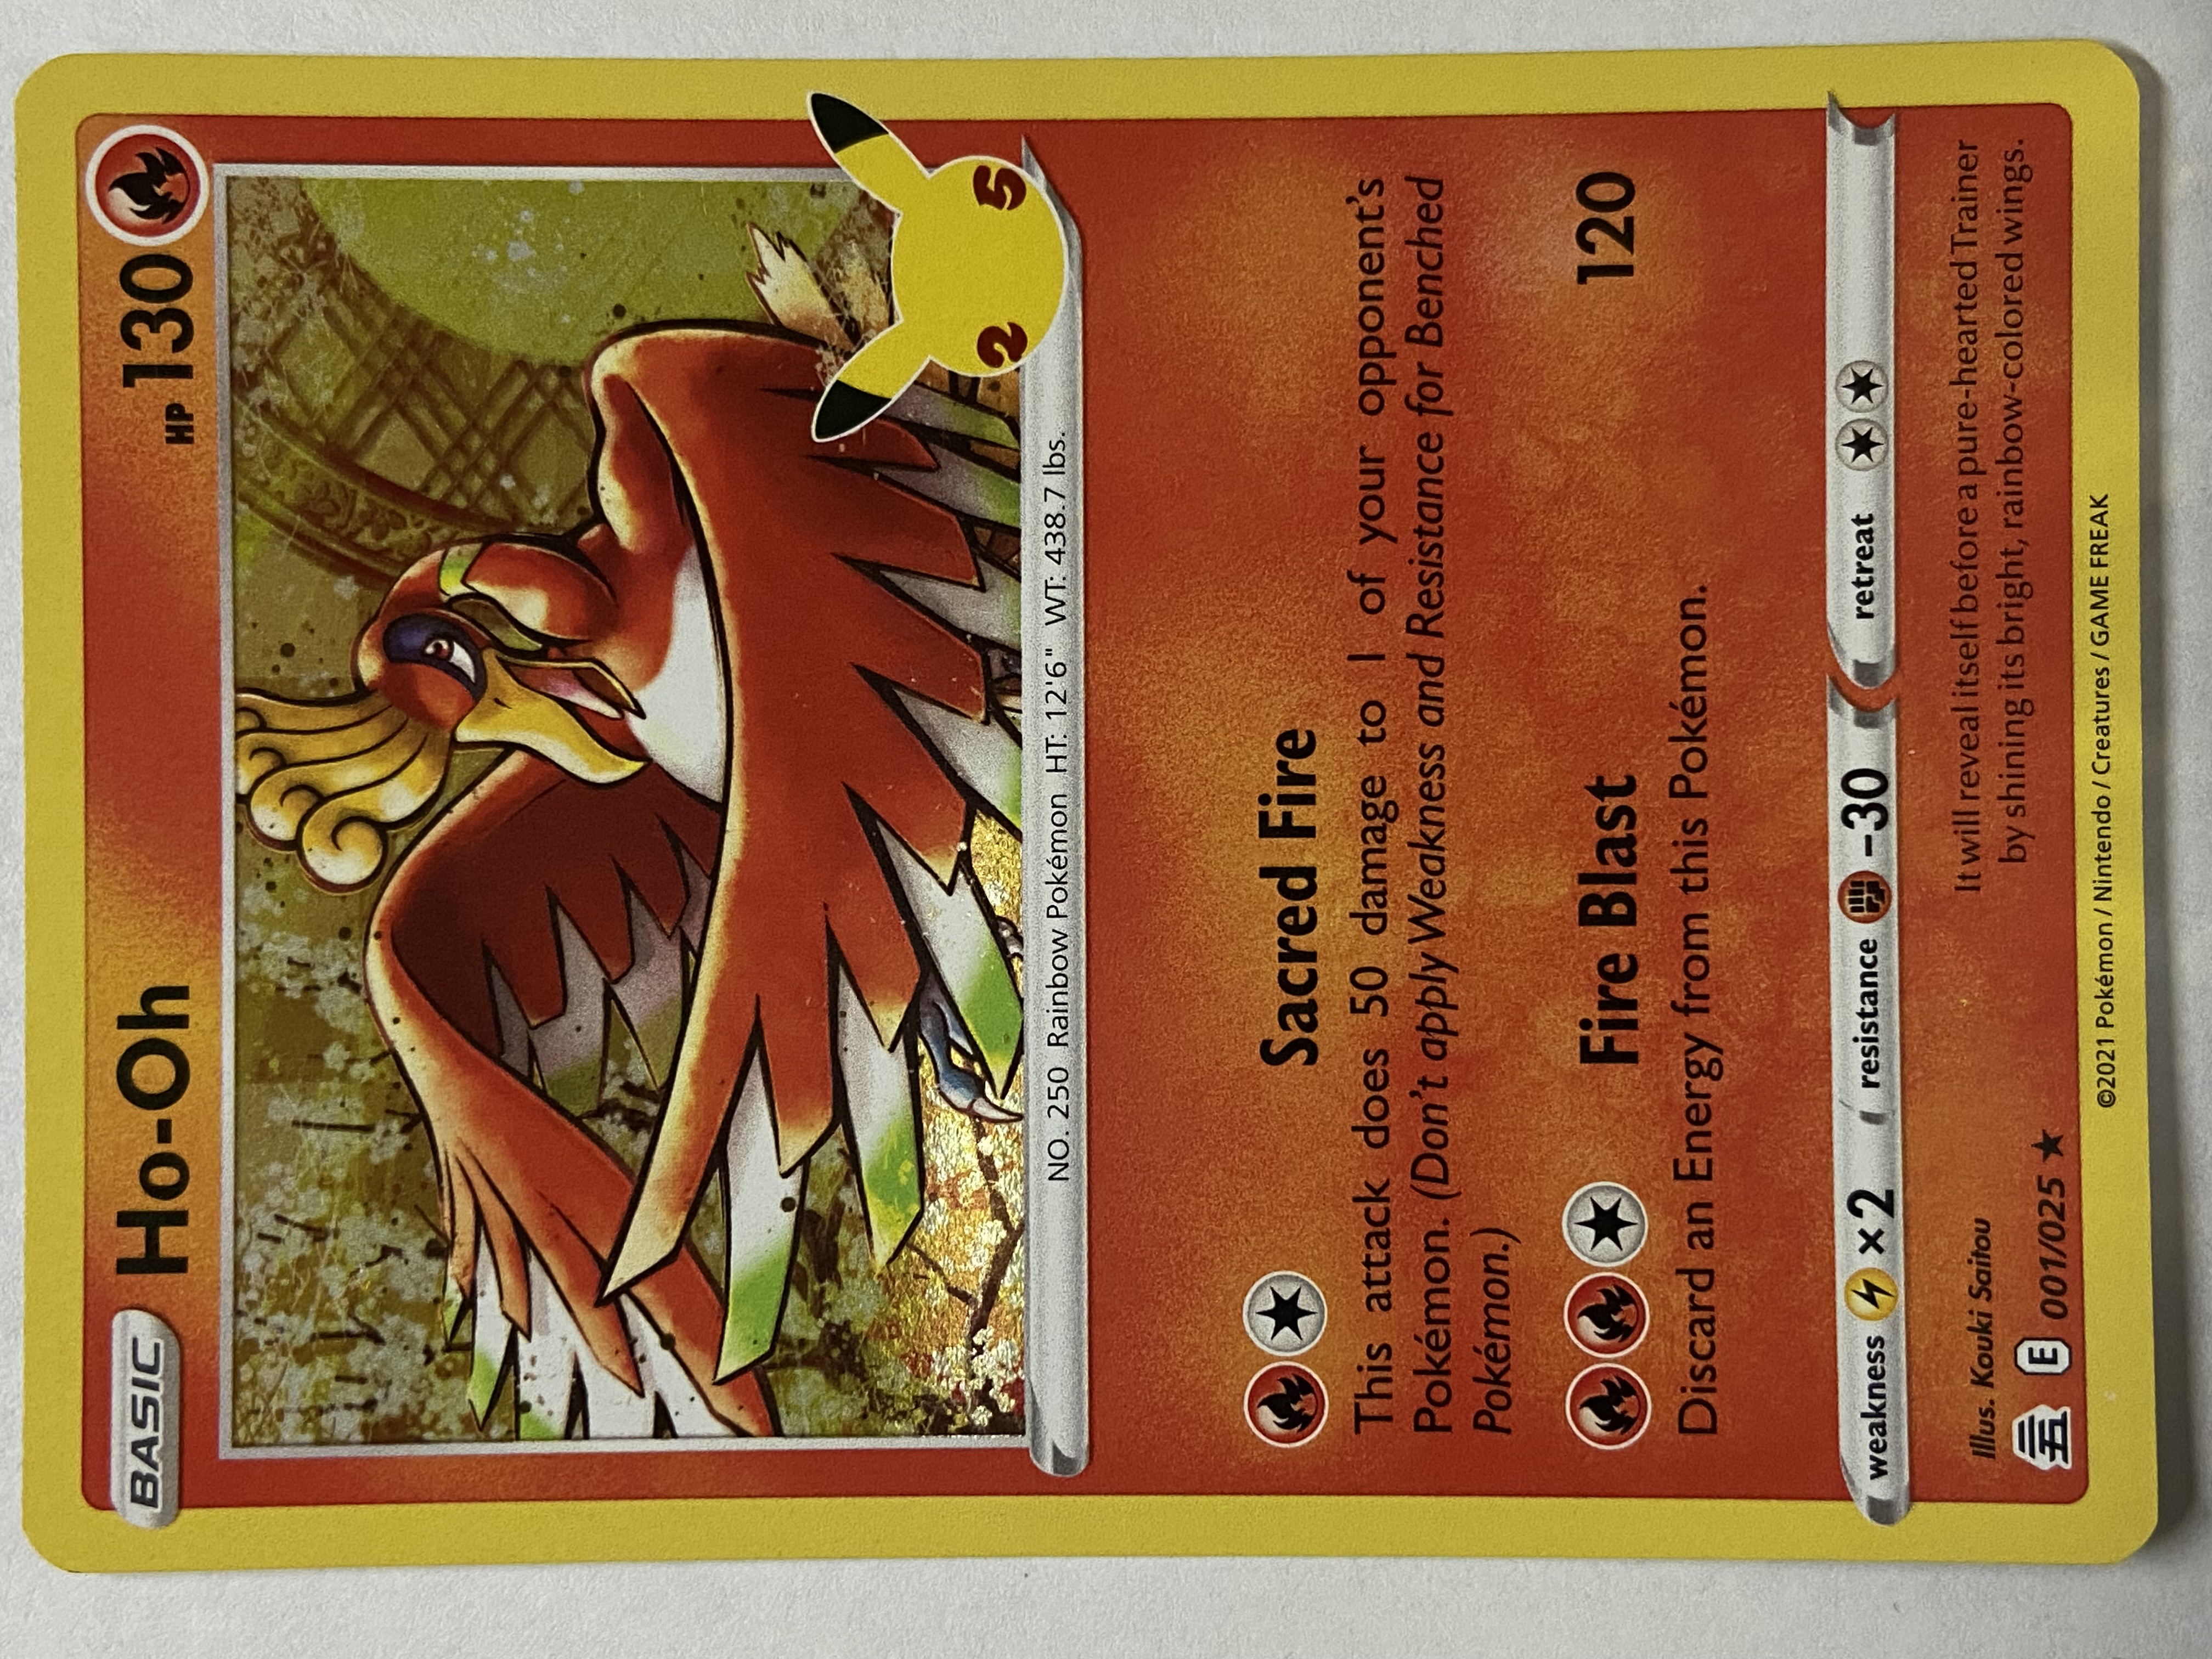 BASIC Ho-Oh HP 130
25
NO. 250 Rainbow Pokémon HT: 12'6" WT: 438.7 lbs.
Sacred Fire
This attack does 50 damage to 1 of your opponent's
Pokémon. (Don't apply Weakness and Resistance for Benched
Pokémon.)
Fire Blast 120
Discard an Energy from this Pokémon.
weakness ×2 resistance -30 retreat
Illus. Kouki Saitou
It will reveal itself before a pure-hearted Trainer
by shining its bright, rainbow-colored wings.
E 001/025 ★
©2021 Pokémon / Nintendo / Creatures / GAME FREAK